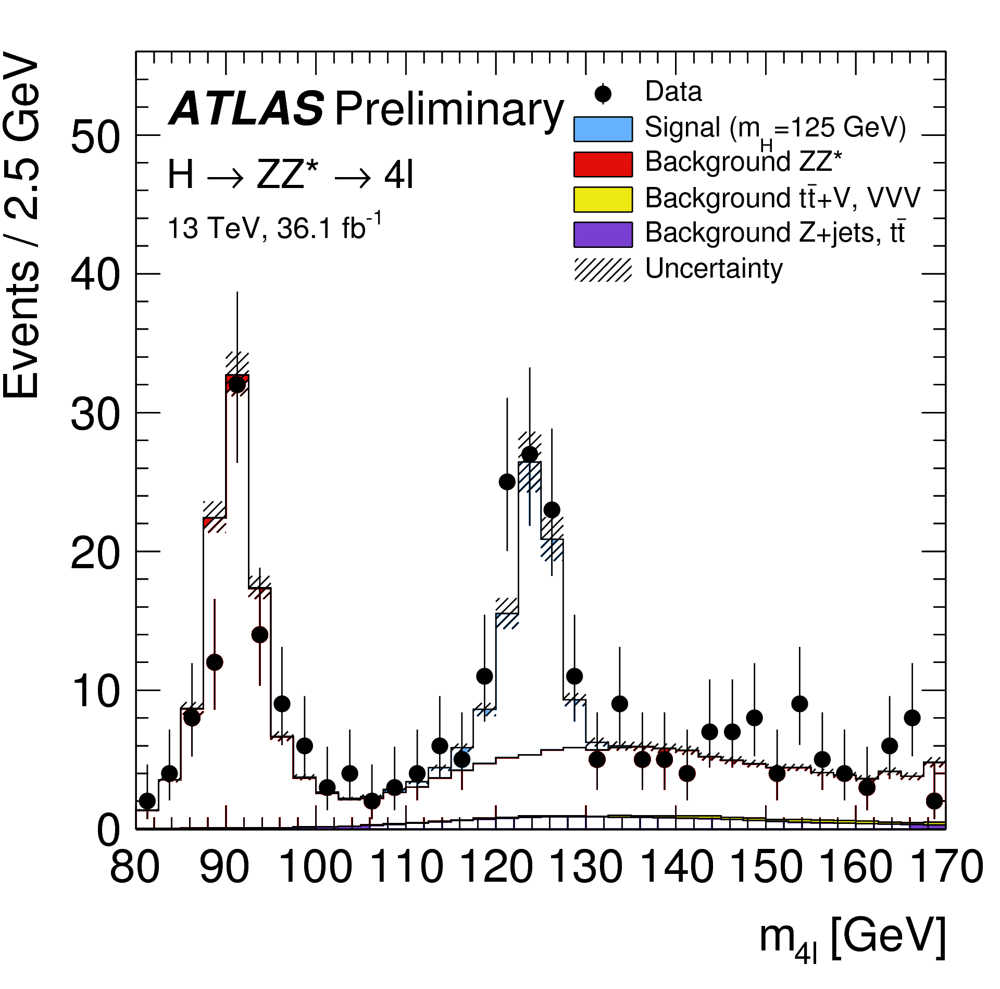 Events / 2.5 GeV
ATLAS Preliminary
H → ZZ* → 4l
13 TeV, 36.1 fb⁻¹
Data
Signal (m_H=125 GeV)
Background ZZ*
Background tt̄+V, VVV
Background Z+jets, tt̄
Uncertainty
50
40
30
20
10
0
80 90 100 110 120 130 140 150 160 170
m_4l [GeV]